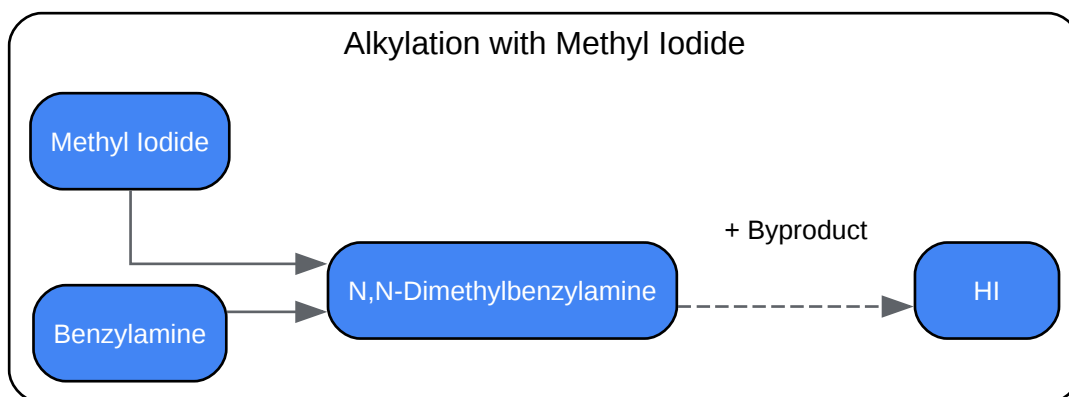 Alkylation with Methyl Iodide
Methyl Iodide
+ Byproduct
N,N-Dimethylbenzylamine
HI
Benzylamine